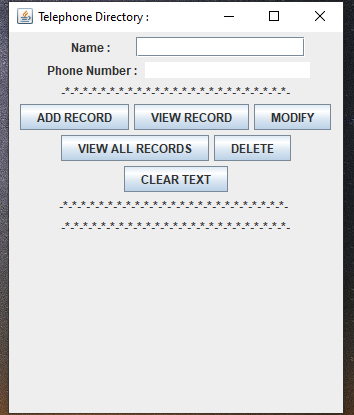 Telephone Directory :
Name :
Phone Number :
-*-*-*-*-*-*-*-*-*-*-*-*-*-*-*-*-*-*-*-*-*-*-*-*-*-
ADD RECORD VIEW RECORD MODIFY
VIEW ALL RECORDS DELETE
CLEAR TEXT
-*-*-*-*-*-*-*-*-*-*-*-*-*-*-*-*-*-*-*-*-*-*-*-*-*-
-*-*-*-*-*-*-*-*-*-*-*-*-*-*-*-*-*-*-*-*-*-*-*-*-*-